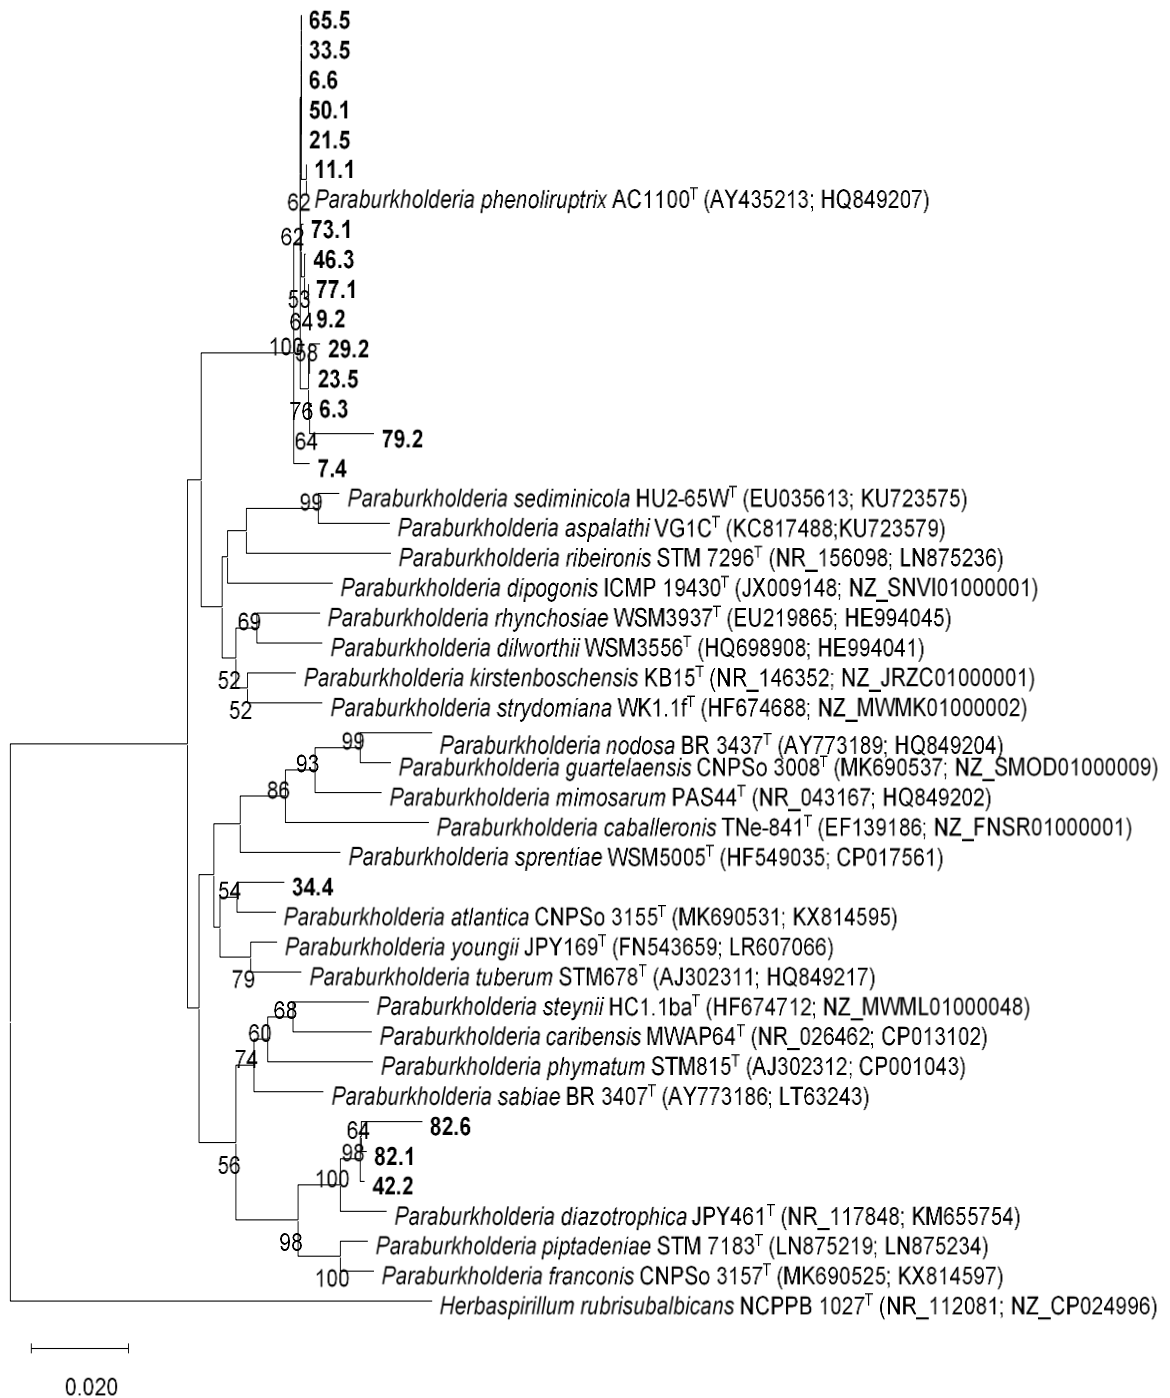 65.5
33.5
6.6
50.1
21.5
11.1
62 Paraburkholderia phenoliruptrix AC1100T (AY435213; HQ849207)
62 73.1
46.3
77.1
53
64 9.2
100 58 29.2
23.5
76 6.3
64 79.2
7.4
99 Paraburkholderia sediminicola HU2-65WT (EU035613; KU723575)
Paraburkholderia aspalathi VG1CT (KC817488;KU723579)
Paraburkholderia ribeironis STM 7296T (NR_156098; LN875236)
Paraburkholderia dipogonis ICMP 19430T (JX009148; NZ_SNVI01000001)
69 Paraburkholderia rhynchosiae WSM3937T (EU219865; HE994045)
Paraburkholderia dilworthii WSM3556T (HQ698908; HE994041)
52 Paraburkholderia kirstenboschensis KB15T (NR_146352; NZ_JRZC01000001)
52 Paraburkholderia strydomiana WK1.1fT (HF674688; NZ_MWMK01000002)
99 Paraburkholderia nodosa BR 3437T (AY773189; HQ849204)
93 Paraburkholderia guartelaensis CNPSo 3008T (MK690537; NZ_SMOD01000009)
86 Paraburkholderia mimosarum PAS44T (NR_043167; HQ849202)
Paraburkholderia caballeronis TNe-841T (EF139186; NZ_FNSR01000001)
Paraburkholderia sprentiae WSM5005T (HF549035; CP017561)
54 34.4
Paraburkholderia atlantica CNPSo 3155T (MK690531; KX814595)
Paraburkholderia youngii JPY169T (FN543659; LR607066)
79 Paraburkholderia tuberum STM678T (AJ302311; HQ849217)
68 Paraburkholderia steynii HC1.1baT (HF674712; NZ_MWML01000048)
60 Paraburkholderia caribensis MWAP64T (NR_026462; CP013102)
74 Paraburkholderia phymatum STM815T (AJ302312; CP001043)
Paraburkholderia sabiae BR 3407T (AY773186; LT63243)
64 82.6
98 82.1
56 100 42.2
Paraburkholderia diazotrophica JPY461T (NR_117848; KM655754)
98 Paraburkholderia piptadeniae STM 7183T (LN875219; LN875234)
100 Paraburkholderia franconis CNPSo 3157T (MK690525; KX814597)
Herbaspirillum rubrisubalbicans NCPPB 1027T (NR_112081; NZ_CP024996)
0.020